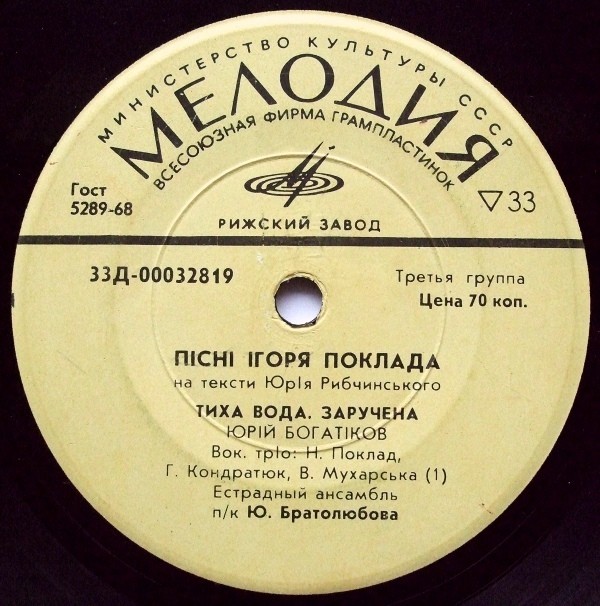 МИНИСТЕРСТВО КУЛЬТУРЫ СССР
МЕЛОДИЯ
ВСЕСОЮЗНАЯ ФИРМА ГРАМПЛАСТИНОК
Гост
5289-68
▽ 33
РИЖСКИЙ ЗАВОД
33Д-00032819
Третья группа
Цена 70 коп.
ПІСНІ ІГОРЯ ПОКЛАДА
на тексти ЮрІя Рибчинського
ТИХА ВОДА. ЗАРУЧЕНА
ЮРІЙ БОГАТІКОВ
Вок. трІо: Н. Поклад,
Г. Кондратюк, В. Мухарська (1)
Естрадный ансамбль
п/к Ю. Братолюбова